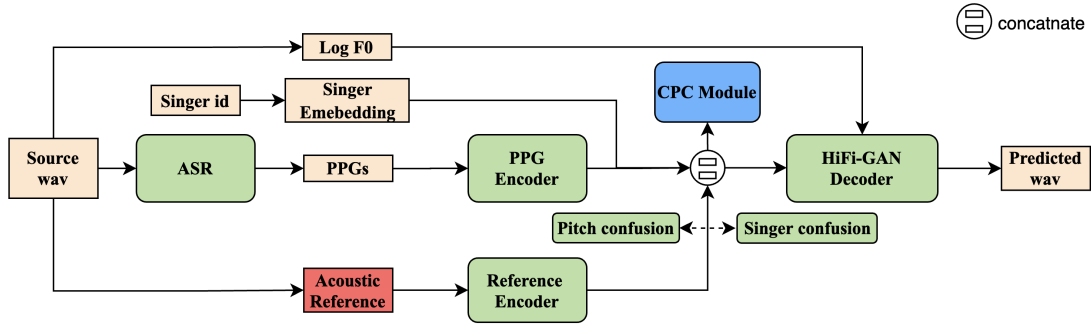 concatnate
Log F0
Singer id
Singer
Emebedding
CPC Module
Source
wav
ASR
PPGs
PPG
Encoder
HiFi-GAN
Decoder
Predicted
wav
Pitch confusion
Singer confusion
Acoustic
Reference
Reference
Encoder